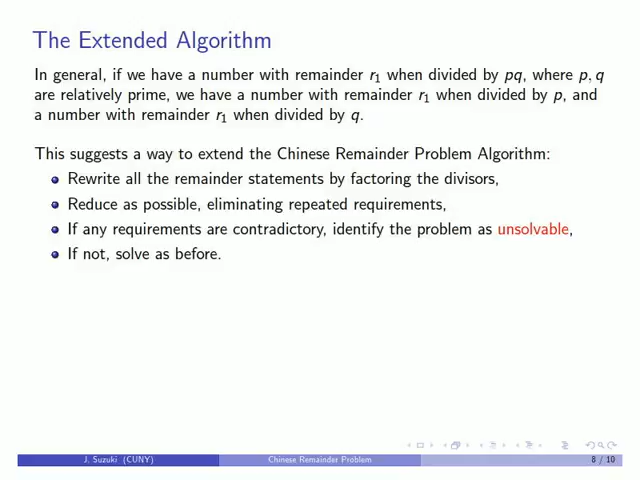 The Extended Algorithm
In general, if we have a number with remainder r₁ when divided by pq, where p, q
are relatively prime, we have a number with remainder r₁ when divided by p, and
a number with remainder r₁ when divided by q.
This suggests a way to extend the Chinese Remainder Problem Algorithm:
Rewrite all the remainder statements by factoring the divisors,
Reduce as possible, eliminating repeated requirements,
If any requirements are contradictory, identify the problem as unsolvable,
If not, solve as before.
J. Suzuki (CUNY) Chinese Remainder Problem 8 / 10